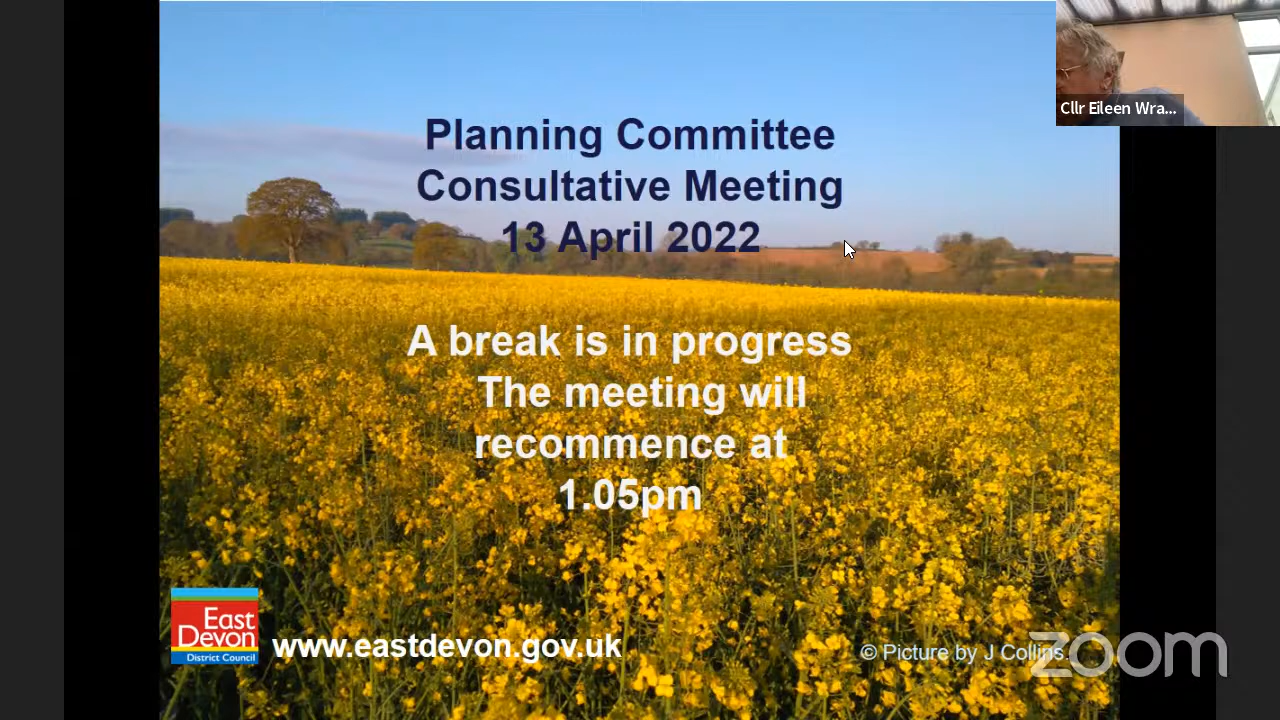 Planning Committee
Consultative Meeting
13 April 2022
A break is in progress
The meeting will
recommence at
1.05pm
Cllr Eileen Wra...
East
Devon
District Council
www.eastdevon.gov.uk
© Picture by J Collins
zoom